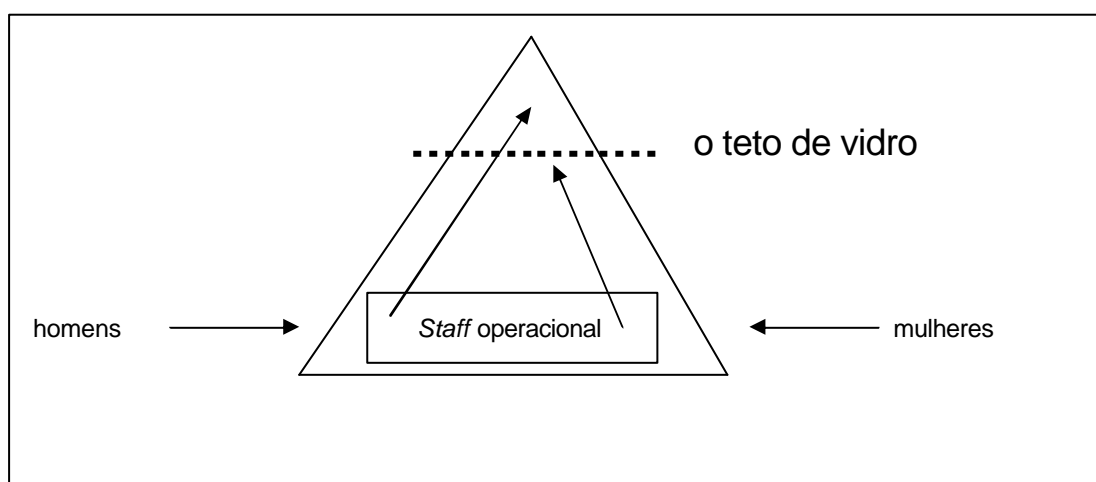 o teto de vidro
homens
Staff operacional
mulheres